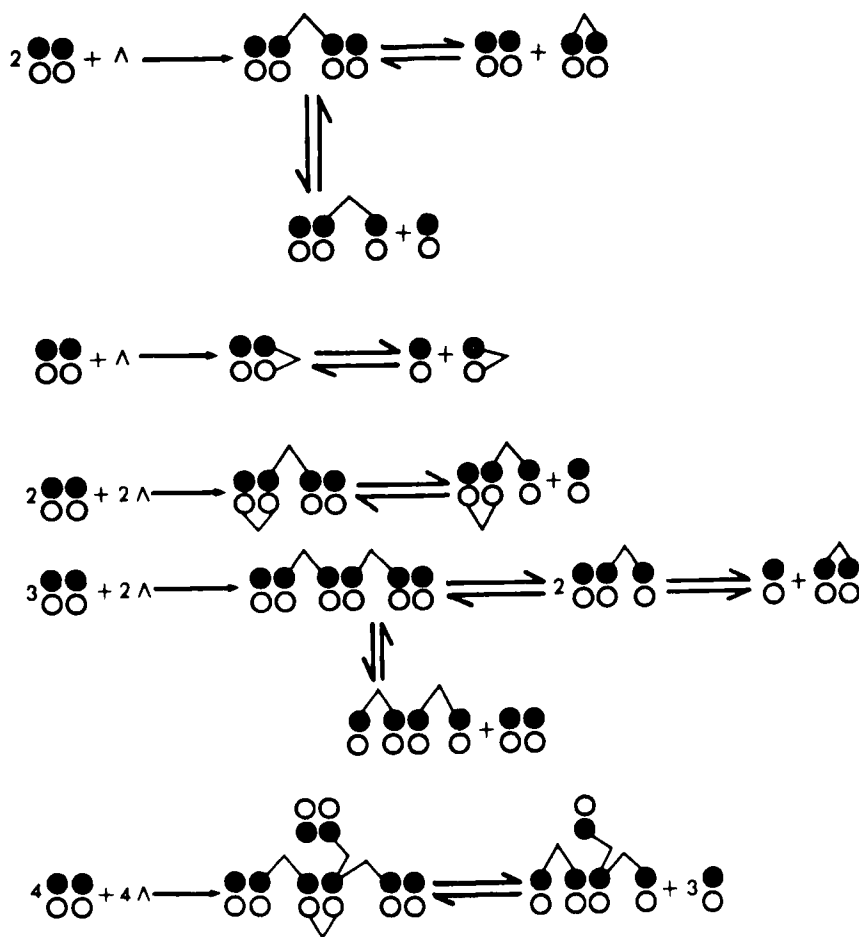 2 + ∧ +
+
+ ∧ +
2 + 2 ∧ +
3 + 2 ∧ 2 +
+
4 + 4 ∧ + 3